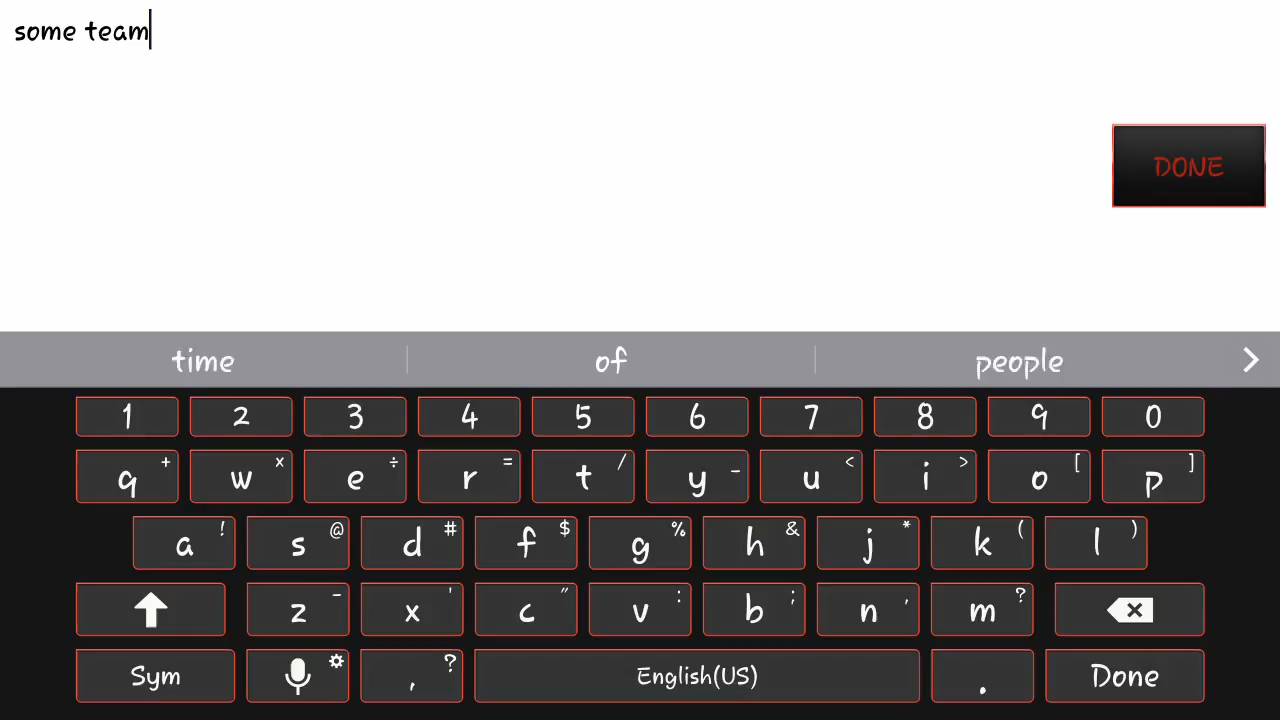 some team
DONE
time of people
1 2 3 4 5 6 7 8 9 0
q + w x e ÷ r = t / y - u < i > o [ p ]
a ! s @ d # f $ g % h & j * k ( l )
z - x ' c " v : b ; n , m ?
Sym , ? English(US) . Done